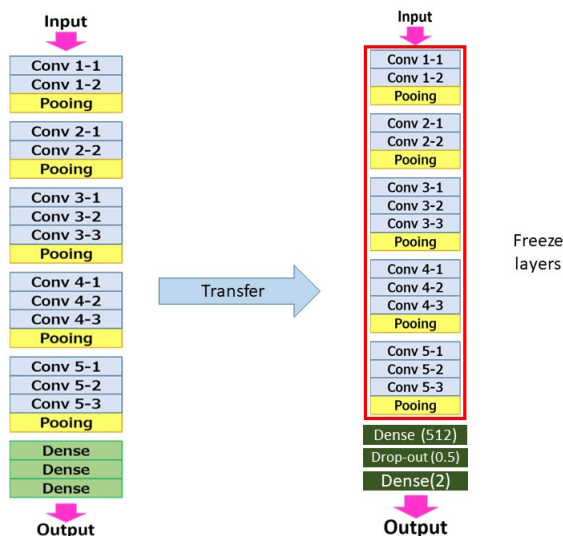 Input
Conv 1-1
Conv 1-2
Pooing
Conv 2-1
Conv 2-2
Pooing
Conv 3-1
Conv 3-2
Conv 3-3
Pooing
Conv 4-1
Conv 4-2
Conv 4-3
Pooing
Conv 5-1
Conv 5-2
Conv 5-3
Pooing
Dense
Dense
Dense
Output
Transfer
Input
Conv 1-1
Conv 1-2
Pooing
Conv 2-1
Conv 2-2
Pooing
Conv 3-1
Conv 3-2
Conv 3-3
Pooing
Conv 4-1
Conv 4-2
Conv 4-3
Pooing
Conv 5-1
Conv 5-2
Conv 5-3
Pooing
Dense (512)
Drop-out (0.5)
Dense(2)
Output
Freeze
layers